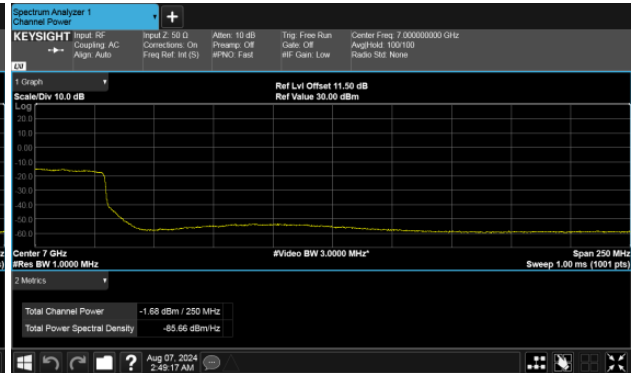 Spectrum Analyzer 1
Channel Power
+
KEYSIGHT
Input: RF
Coupling: AC
Align: Auto
Input Z: 50 Ω
Corrections: On
Freq Ref: Int (S)
Atten: 10 dB
Preamp: Off
#PNO: Fast
Trig: Free Run
Gate: Off
#IF Gain: Low
Center Freq: 7.000000000 GHz
Avg|Hold: 100/100
Radio Std: None
LXI
1 Graph
Scale/Div 10.0 dB
Ref Lvl Offset 11.50 dB
Ref Value 30.00 dBm
Log
20.0
10.0
0.00
-10.0
-20.0
-30.0
-40.0
-50.0
-60.0
Center 7 GHz
#Res BW 1.0000 MHz
#Video BW 3.0000 MHz*
Span 250 MHz
Sweep 1.00 ms (1001 pts)
2 Metrics
Total Channel Power -1.68 dBm / 250 MHz
Total Power Spectral Density -85.66 dBm/Hz
?
Aug 07, 2024
2:49:17 AM